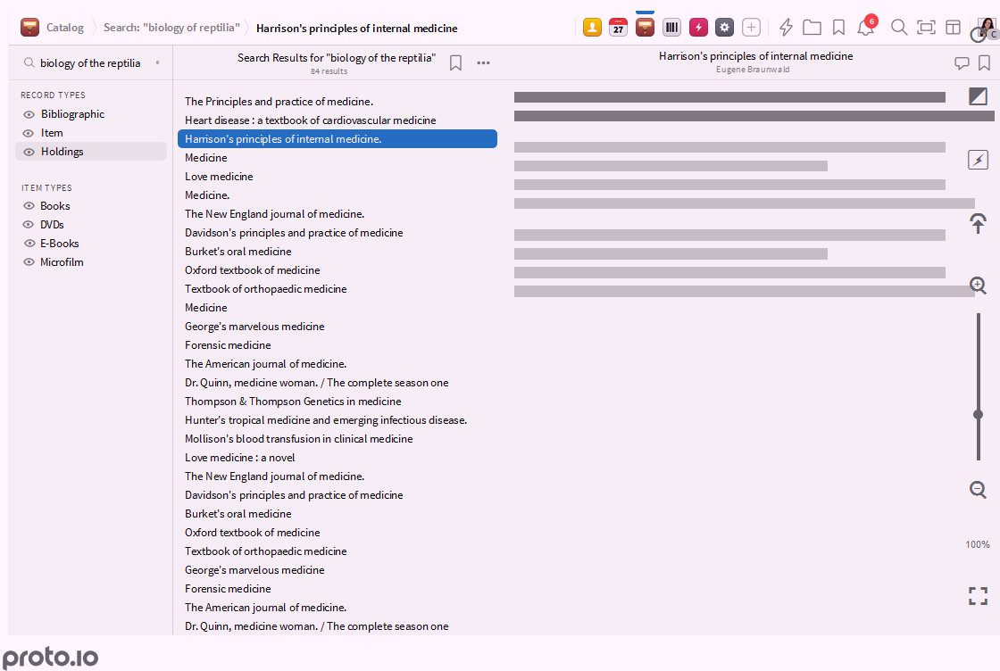 Catalog
Search: "biology of reptilia"
Harrison's principles of internal medicine
27
6
C
biology of the reptilia
Search Results for "biology of the reptilia"
84 results
Harrison's principles of internal medicine
Eugene Braunwald
RECORD TYPES
Bibliographic
Item
Holdings
ITEM TYPES
Books
DVDs
E-Books
Microfilm
The Principles and practice of medicine.
Heart disease : a textbook of cardiovascular medicine
Harrison's principles of internal medicine.
Medicine
Love medicine
Medicine.
The New England journal of medicine.
Davidson's principles and practice of medicine
Burket's oral medicine
Oxford textbook of medicine
Textbook of orthopaedic medicine
Medicine
George's marvelous medicine
Forensic medicine
The American journal of medicine.
Dr. Quinn, medicine woman. / The complete season one
Thompson & Thompson Genetics in medicine
Hunter's tropical medicine and emerging infectious disease.
Mollison's blood transfusion in clinical medicine
Love medicine : a novel
The New England journal of medicine.
Davidson's principles and practice of medicine
Burket's oral medicine
Oxford textbook of medicine
Textbook of orthopaedic medicine
George's marvelous medicine
Forensic medicine
The American journal of medicine.
Dr. Quinn, medicine woman. / The complete season one
100%
proto.io